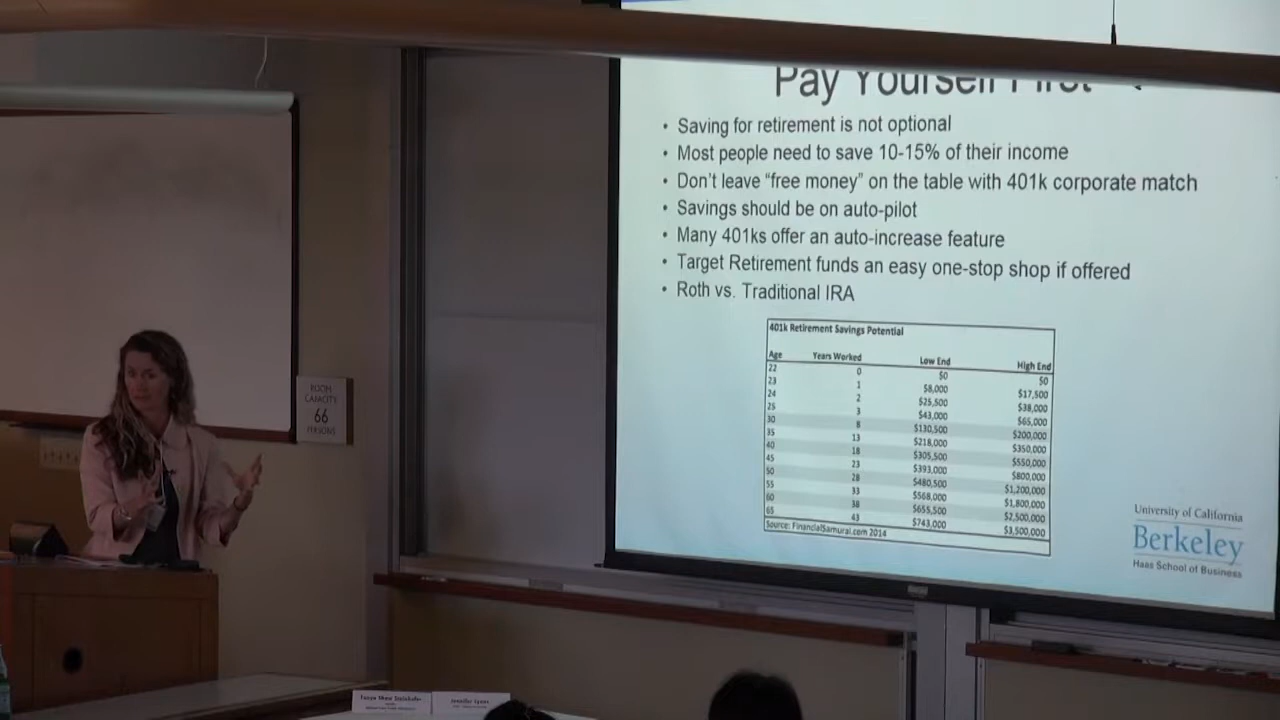 Pay Yourself First
• Saving for retirement is not optional
• Most people need to save 10-15% of their income
• Don't leave "free money" on the table with 401k corporate match
• Savings should be on auto-pilot
• Many 401ks offer an auto-increase feature
• Target Retirement funds an easy one-stop shop if offered
• Roth vs. Traditional IRA
401k Retirement Savings Potential
Age Years Worked Low End High End
22 0 $0 $0
23 1 $8,000 $17,500
24 2 $25,500 $38,000
25 3 $43,000 $65,000
30 8 $130,500 $200,000
35 13 $218,000 $350,000
40 18 $305,500 $550,000
45 23 $393,000 $800,000
50 28 $480,500 $1,200,000
55 33 $568,000 $1,800,000
60 38 $655,500 $2,500,000
65 43 $743,000 $3,500,000
Source: FinancialSamurai.com 2014
University of California
Berkeley
Haas School of Business
ROOM
CAPACITY
66
PERSONS
Jennifer